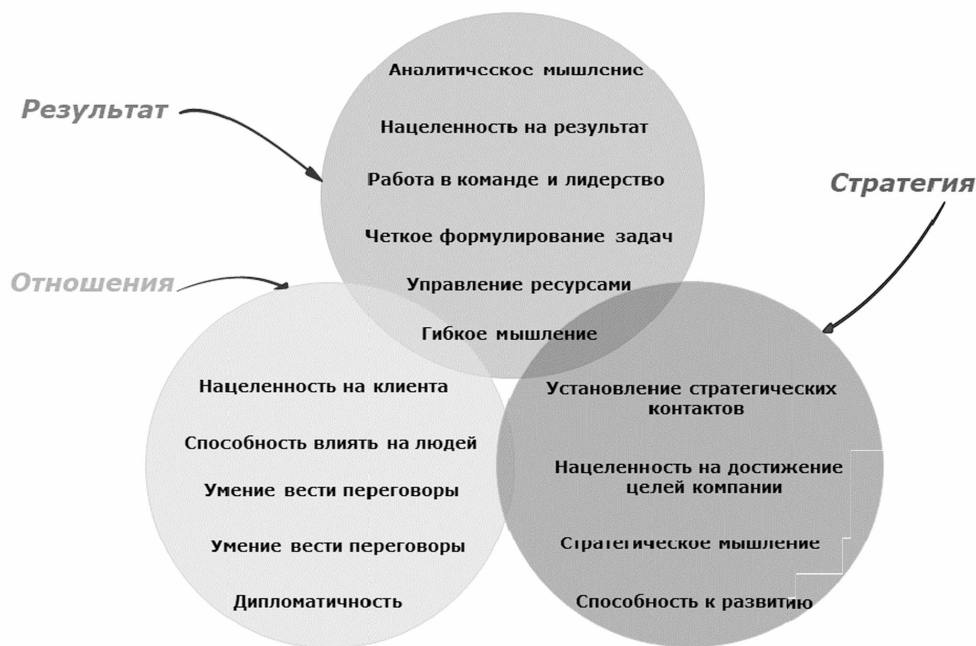 Результат
Аналитическое мышление
Нацеленность на результат
Работа в команде и лидерство
Четкое формулирование задач
Управление ресурсами
Гибкое мышление
Отношения
Нацеленность на клиента
Способность влиять на людей
Умение вести переговоры
Умение вести переговоры
Дипломатичность
Стратегия
Установление стратегических
контактов
Нацеленность на достижение
целей компании
Стратегическое мышление
Способность к развитию